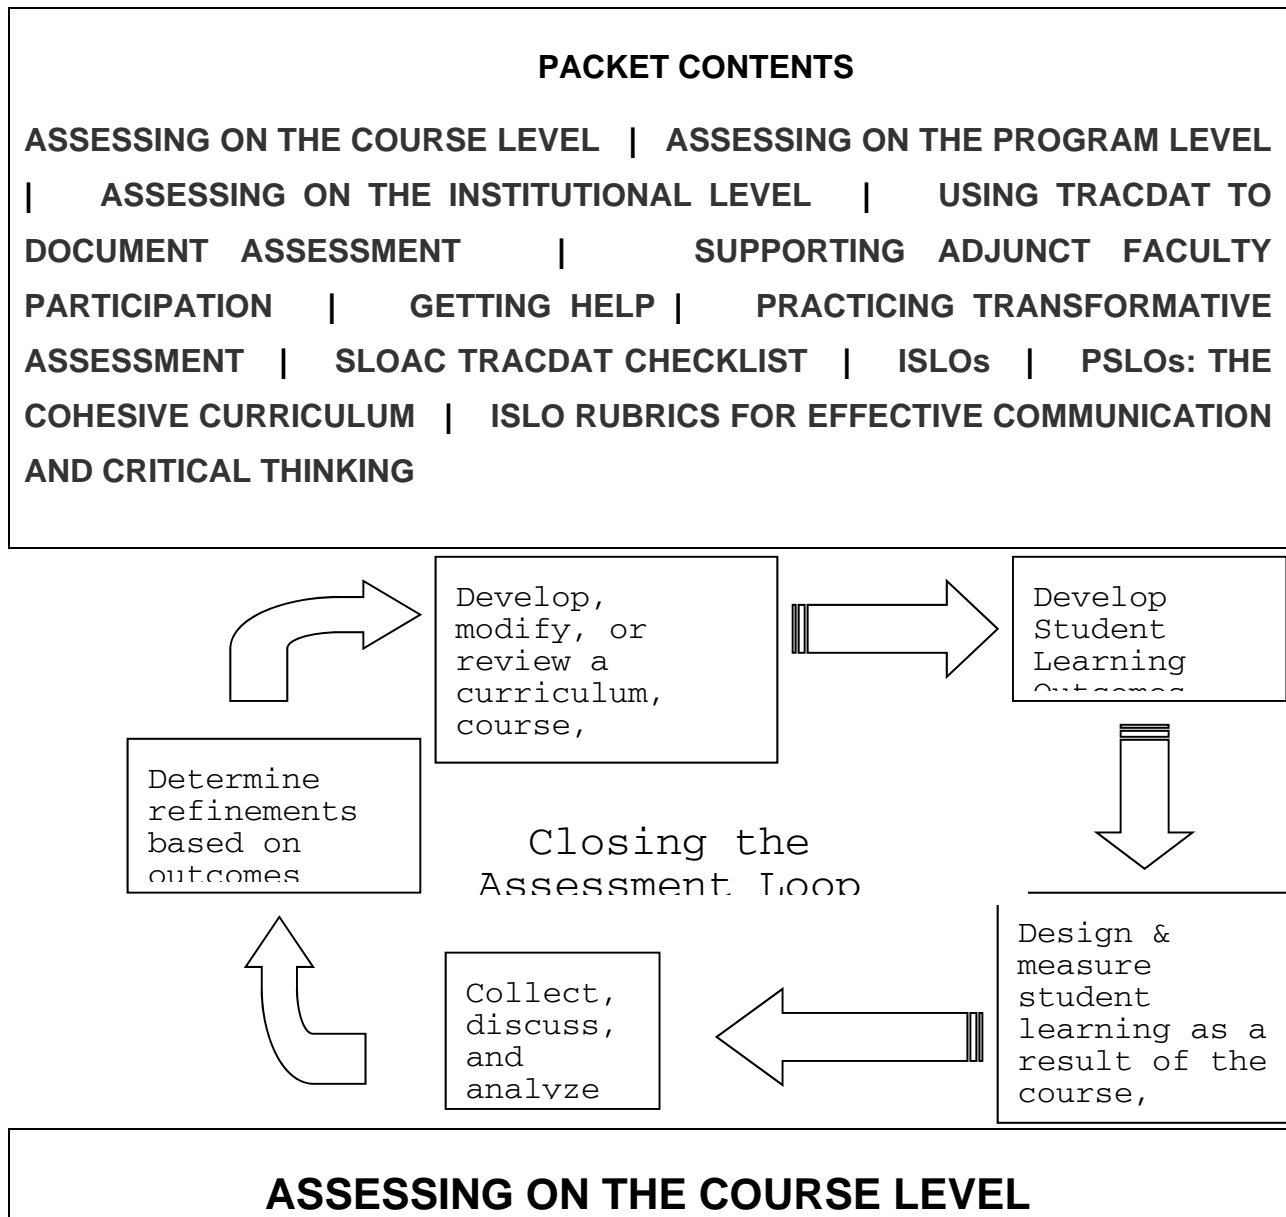 PACKET CONTENTS
ASSESSING ON THE COURSE LEVEL | ASSESSING ON THE PROGRAM LEVEL
| ASSESSING ON THE INSTITUTIONAL LEVEL | USING TRACDAT TO
DOCUMENT ASSESSMENT | SUPPORTING ADJUNCT FACULTY
PARTICIPATION | GETTING HELP | PRACTICING TRANSFORMATIVE
ASSESSMENT | SLOAC TRACDAT CHECKLIST | ISLOs | PSLOs: THE
COHESIVE CURRICULUM | ISLO RUBRICS FOR EFFECTIVE COMMUNICATION
AND CRITICAL THINKING
Develop,
modify, or
review a
curriculum,
course,
Develop
Student
Learning
Outcomes
Determine
refinements
based on
outcomes
Closing the
Assessment Loop
Design &
measure
student
learning as a
result of the
course,
Collect,
discuss,
and
analyze
ASSESSING ON THE COURSE LEVEL